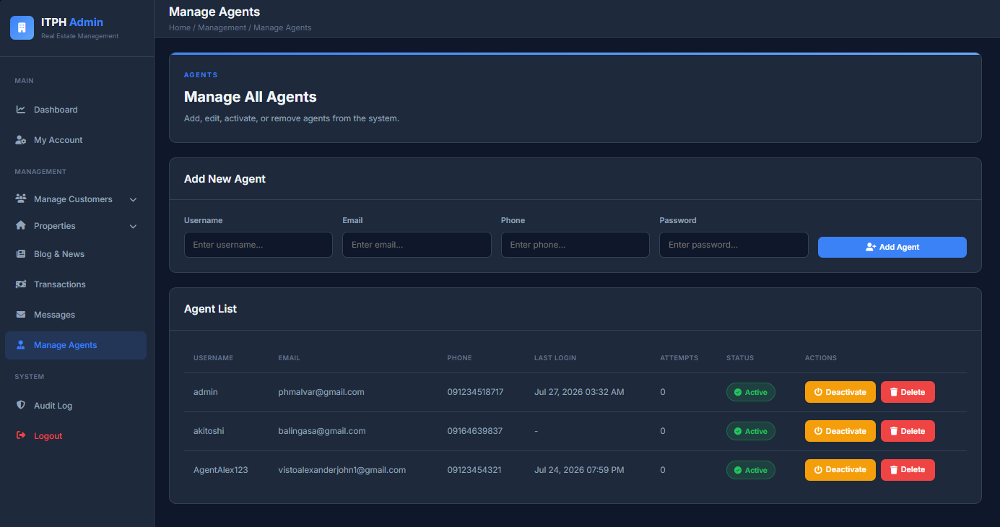 ITPH Admin
Real Estate Management
MAIN
Dashboard
My Account
MANAGEMENT
Manage Customers
Properties
Blog & News
Transactions
Messages
Manage Agents
SYSTEM
Audit Log
Logout
Manage Agents
Home / Management / Manage Agents
AGENTS
Manage All Agents
Add, edit, activate, or remove agents from the system.
Add New Agent
Username Email Phone Password
Enter username... Enter email... Enter phone... Enter password... Add Agent
Agent List
USERNAME EMAIL PHONE LAST LOGIN ATTEMPTS STATUS ACTIONS
admin phmalvar@gmail.com 091234518717 Jul 27, 2026 03:32 AM 0 Active Deactivate Delete
akitoshi balingasa@gmail.com 09164639837 - 0 Active Deactivate Delete
AgentAlex123 vistoalexanderjohn1@gmail.com 09123454321 Jul 24, 2026 07:59 PM 0 Active Deactivate Delete